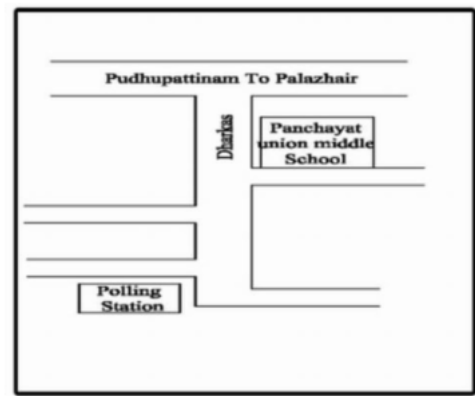 Pudhupattinam To Palazhair
Dharkas
Panchayat
union middle
School
Polling
Station